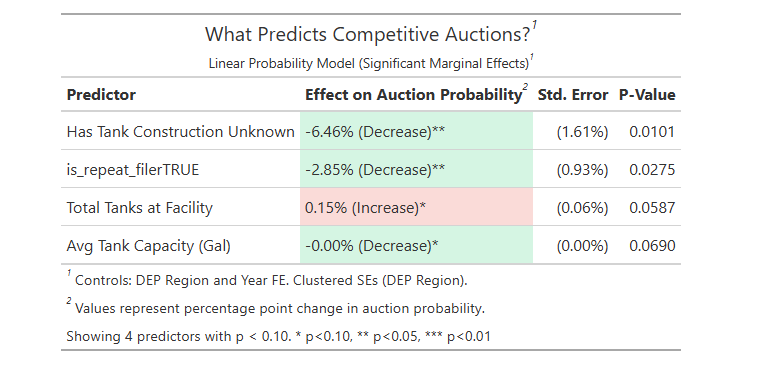 What Predicts Competitive Auctions?1
Linear Probability Model (Significant Marginal Effects)1
Predictor Effect on Auction Probability2 Std. Error P-Value
Has Tank Construction Unknown -6.46% (Decrease)** (1.61%) 0.0101
is_repeat_filerTRUE -2.85% (Decrease)** (0.93%) 0.0275
Total Tanks at Facility 0.15% (Increase)* (0.06%) 0.0587
Avg Tank Capacity (Gal) -0.00% (Decrease)* (0.00%) 0.0690
1 Controls: DEP Region and Year FE. Clustered SEs (DEP Region).
2 Values represent percentage point change in auction probability.
Showing 4 predictors with p < 0.10. * p<0.10, ** p<0.05, *** p<0.01